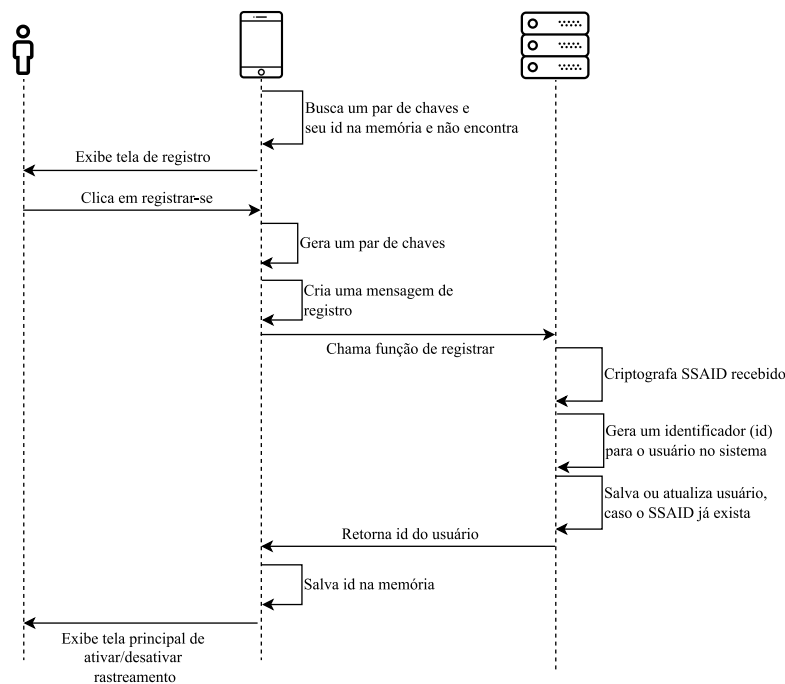 Busca um par de chaves e
seu id na memória e não encontra
Exibe tela de registro
Clica em registrar-se
Gera um par de chaves
Cria uma mensagem de
registro
Chama função de registrar
Criptografa SSAID recebido
Gera um identificador (id)
para o usuário no sistema
Salva ou atualiza usuário,
caso o SSAID já exista
Retorna id do usuário
Salva id na memória
Exibe tela principal de
ativar/desativar
rastreamento